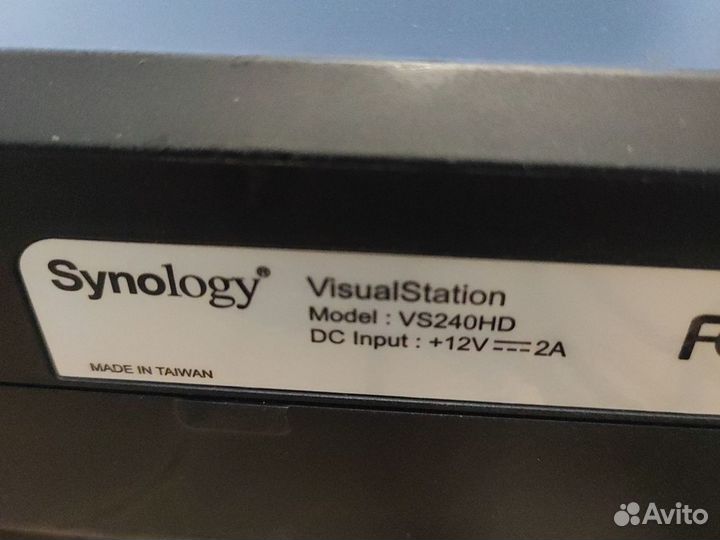 Synology®
VisualStation
Model : VS240HD
DC Input : +12V⎓2A
MADE IN TAIWAN
Avito